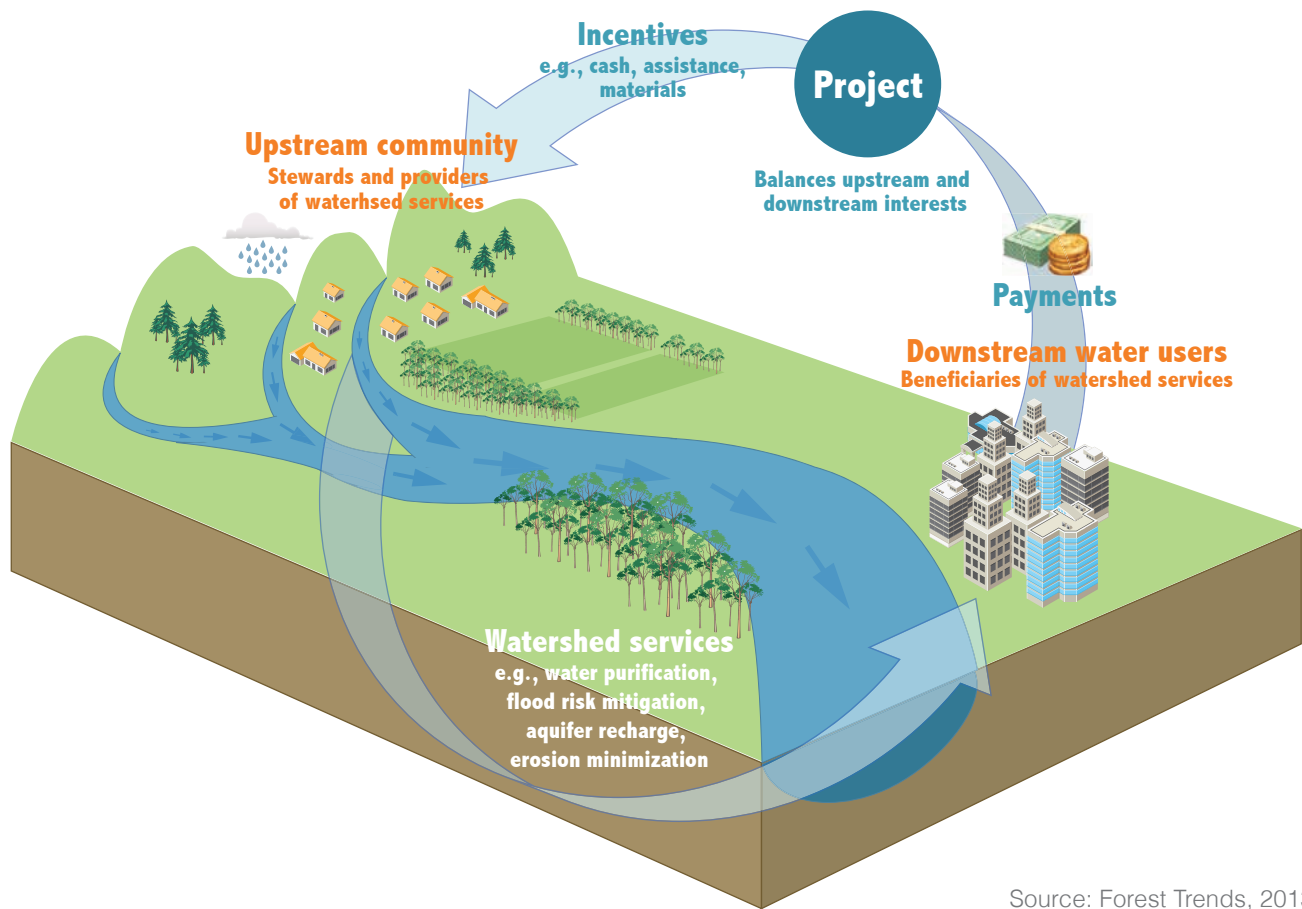 Incentives
e.g., cash, assistance,
materials
Project
Upstream community
Stewards and providers
of waterhsed services
Balances upstream and
downstream interests
Payments
Downstream water users
Beneficiaries of watershed services
Watershed services
e.g., water purification,
flood risk mitigation,
aquifer recharge,
erosion minimization
Source: Forest Trends, 201